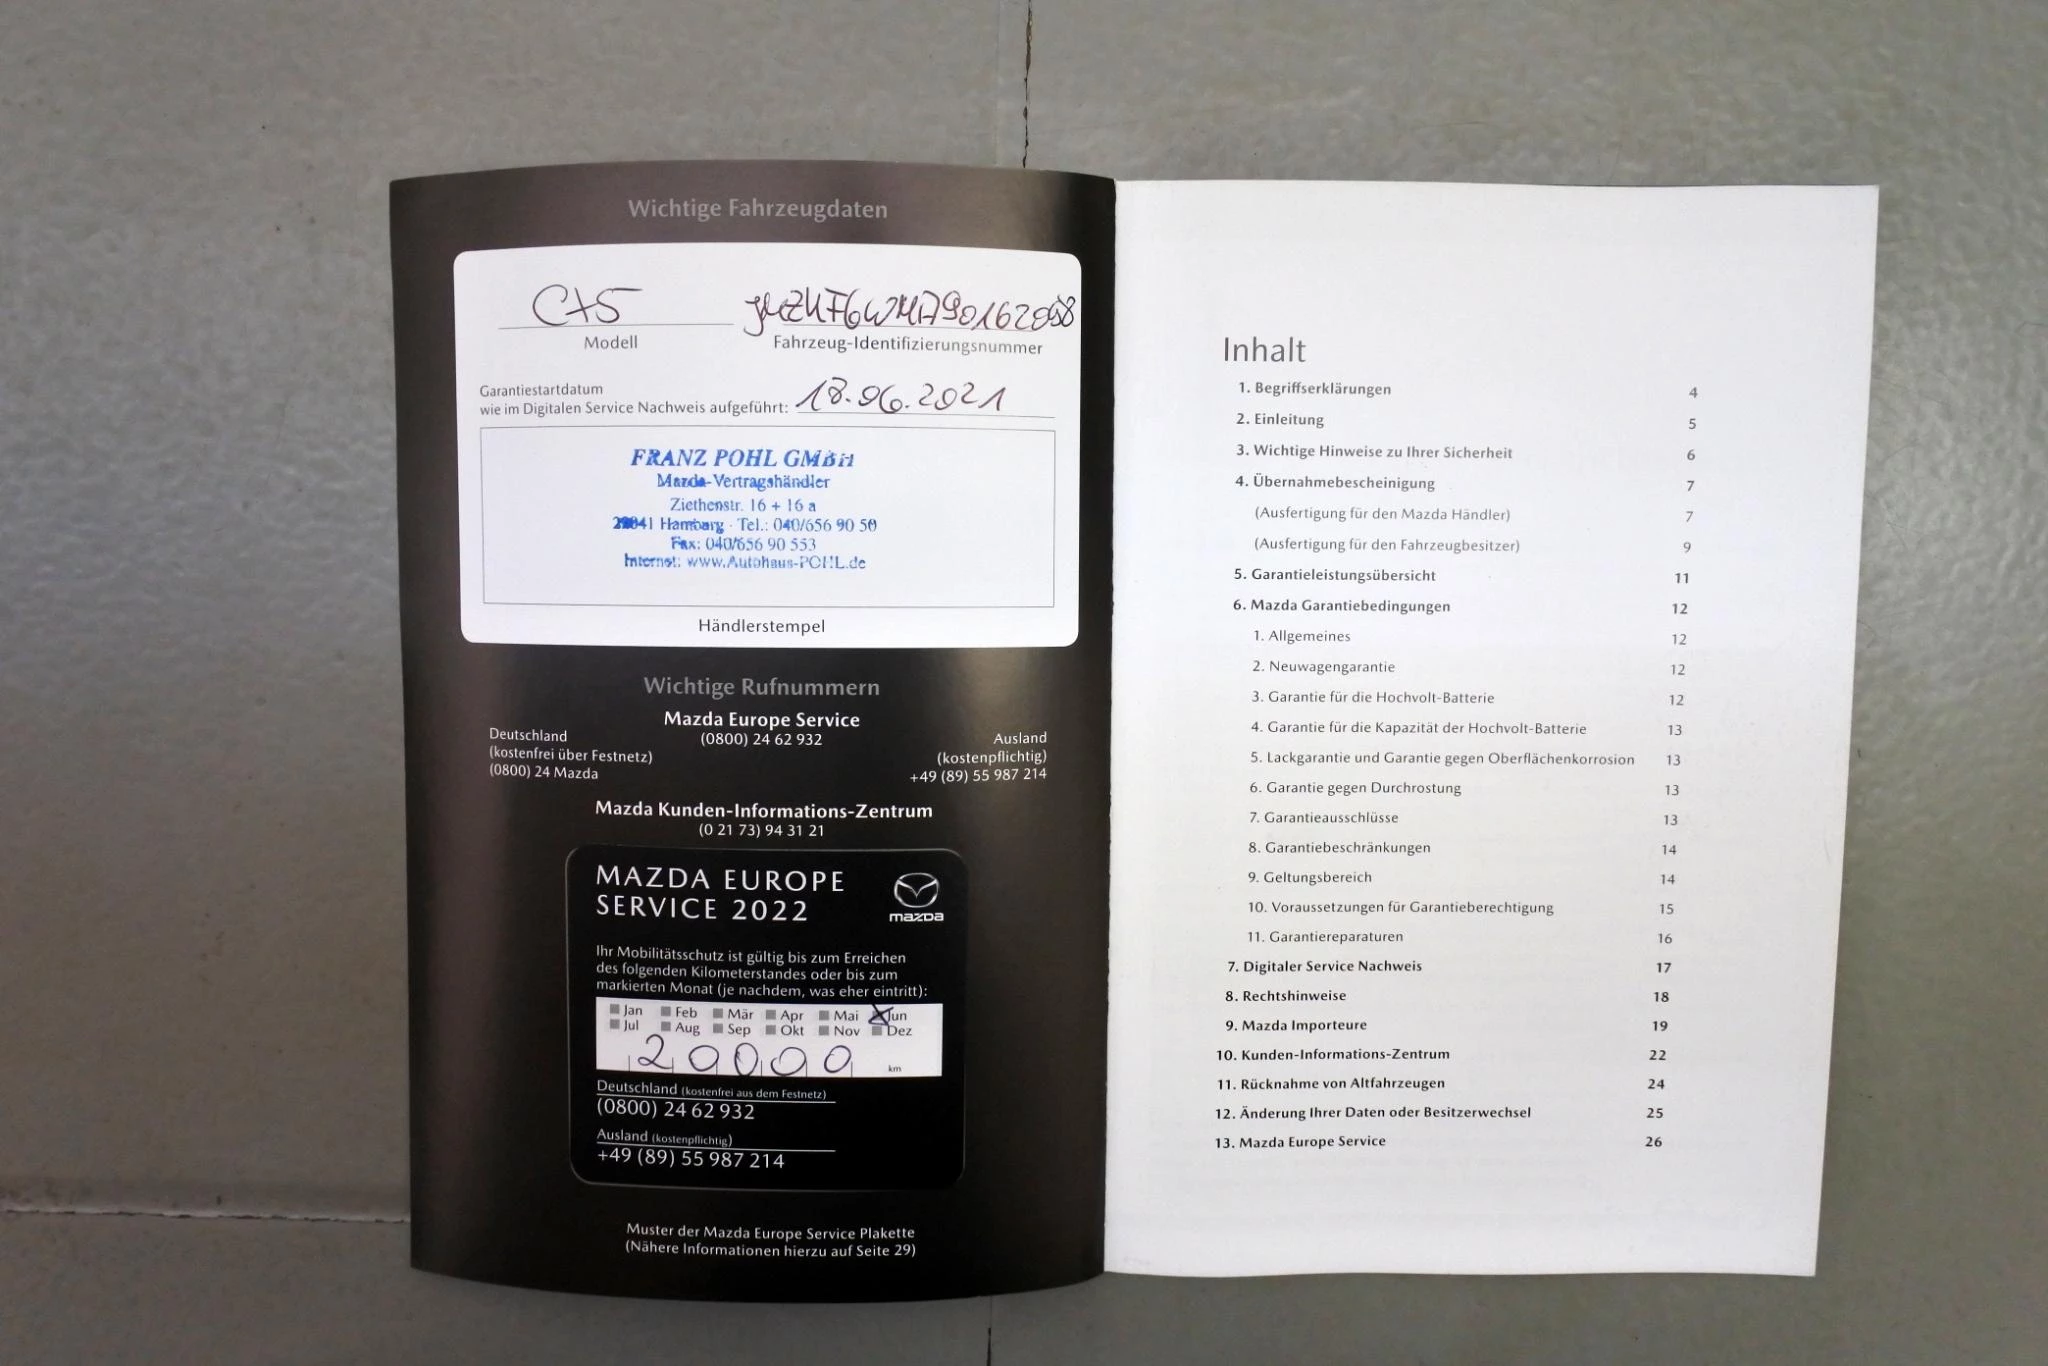 Wichtige Fahrzeugdaten
CX5
Modell
Fahrzeug-Identifizierungsnummer
Garantiestartdatum
wie im Digitalen Service Nachweis aufgeführt: 18.06.2021
FRANZ POHL GMBH
Mazda-Vertragshändler
Ziethenstr. 16 + 16 a
22041 Hamburg · Tel.: 040/656 90 50
Fax: 040/656 90 553
Internet: www.Autohaus-POHL.de
Händlerstempel
Wichtige Rufnummern
Mazda Europe Service
(0800) 24 62 932
Deutschland
(kostenfrei über Festnetz)
(0800) 24 Mazda
Ausland
(kostenpflichtig)
+49 (89) 55 987 214
Mazda Kunden-Informations-Zentrum
(0 21 73) 94 31 21
MAZDA EUROPE
SERVICE 2022
mazda
Ihr Mobilitätsschutz ist gültig bis zum Erreichen
des folgenden Kilometerstandes oder bis zum
markierten Monat (je nachdem, was eher eintritt):
Jan Feb Mär Apr Mai Jun
Jul Aug Sep Okt Nov Dez
20000 km
Deutschland (kostenfrei aus dem Festnetz)
(0800) 24 62 932
Ausland (kostenpflichtig)
+49 (89) 55 987 214
Muster der Mazda Europe Service Plakette
(Nähere Informationen hierzu auf Seite 29)
Inhalt
1. Begriffserklärungen 4
2. Einleitung 5
3. Wichtige Hinweise zu Ihrer Sicherheit 6
4. Übernahmebescheinigung 7
(Ausfertigung für den Mazda Händler) 7
(Ausfertigung für den Fahrzeugbesitzer) 9
5. Garantieleistungsübersicht 11
6. Mazda Garantiebedingungen 12
1. Allgemeines 12
2. Neuwagengarantie 12
3. Garantie für die Hochvolt-Batterie 12
4. Garantie für die Kapazität der Hochvolt-Batterie 13
5. Lackgarantie und Garantie gegen Oberflächenkorrosion 13
6. Garantie gegen Durchrostung 13
7. Garantieausschlüsse 13
8. Garantiebeschränkungen 14
9. Geltungsbereich 14
10. Voraussetzungen für Garantieberechtigung 15
11. Garantiereparaturen 16
7. Digitaler Service Nachweis 17
8. Rechtshinweise 18
9. Mazda Importeure 19
10. Kunden-Informations-Zentrum 22
11. Rücknahme von Altfahrzeugen 24
12. Änderung Ihrer Daten oder Besitzerwechsel 25
13. Mazda Europe Service 26